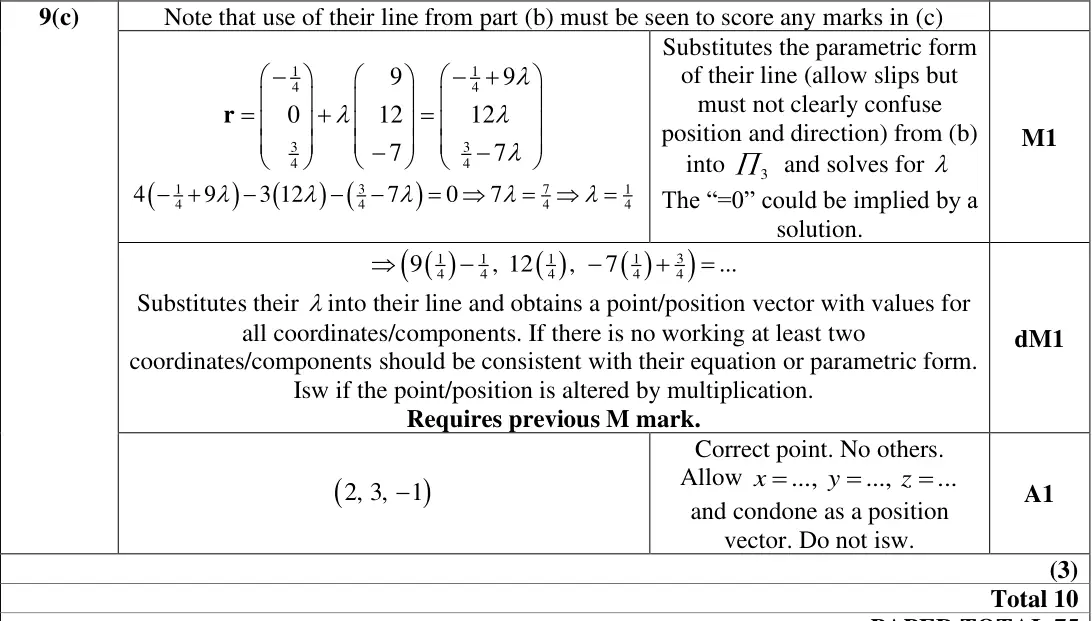 9(c)
Note that use of their line from part (b) must be seen to score any marks in (c)
r = (−1/4, 0, 3/4) + λ(9, 12, −7) = (−1/4 + 9λ, 12λ, 3/4 − 7λ)
4(−1/4 + 9λ) − 3(12λ) − (3/4 − 7λ) = 0 ⇒ 7λ = 7/4 ⇒ λ = 1/4
Substitutes the parametric form
of their line (allow slips but
must not clearly confuse
position and direction) from (b)
into ∏₃ and solves for λ
The “=0” could be implied by a
solution.
M1
⇒ (9(1/4) − 1/4, 12(1/4), −7(1/4) + 3/4) = ...
Substitutes their λ into their line and obtains a point/position vector with values for
all coordinates/components. If there is no working at least two
coordinates/components should be consistent with their equation or parametric form.
Isw if the point/position is altered by multiplication.
Requires previous M mark.
dM1
(2, 3, −1)
Correct point. No others.
Allow x = ..., y = ..., z = ...
and condone as a position
vector. Do not isw.
A1
(3)
Total 10